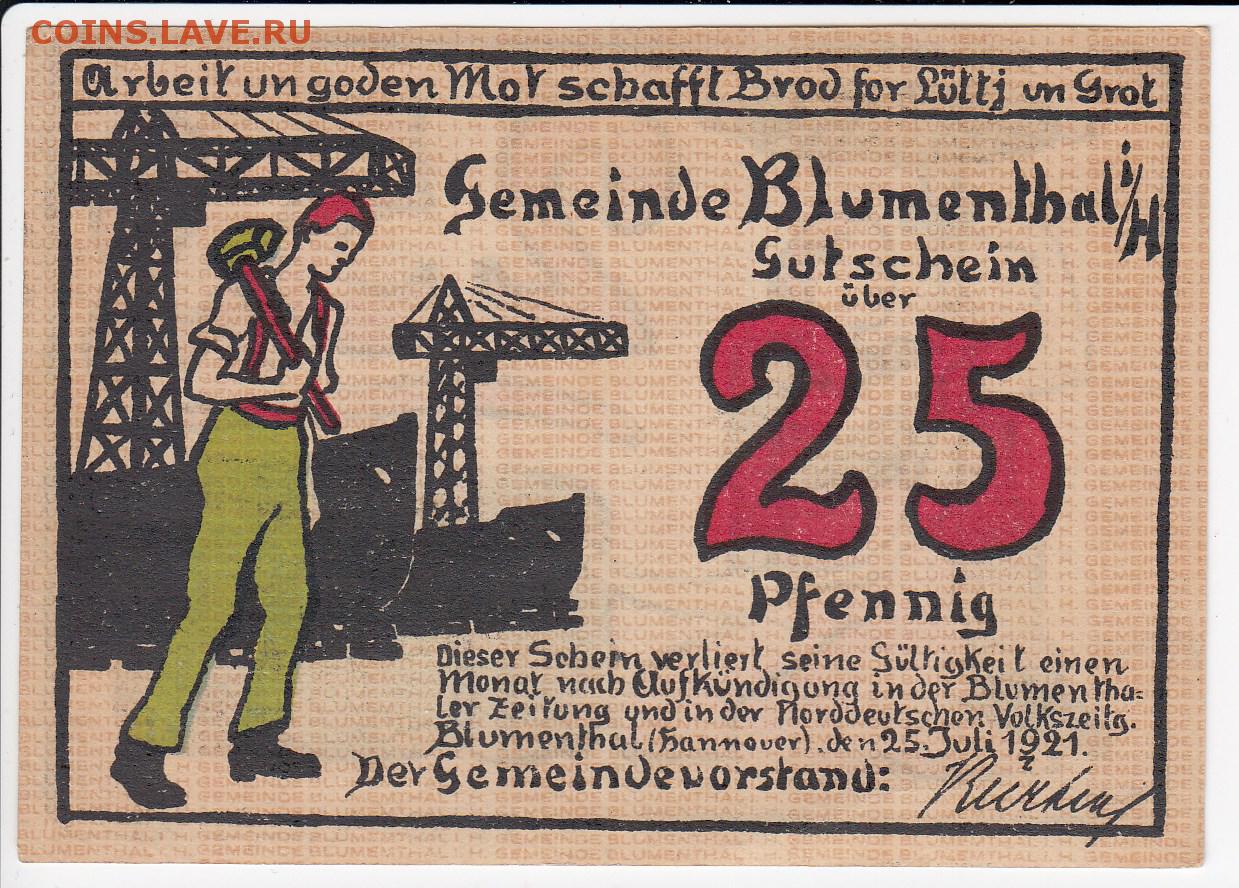 COINS.LAVE.RU
Arbeit un goden Mot schafft Brod for Lüttj un Grot
Gemeinde Blumenthal i/H
Gutschein
über
25
Pfennig
Dieser Schein verliert seine Gültigkeit einen
Monat nach Aufkündigung in der Blumentha=
ler Zeitung und in der Norddeutschen Volkszeitg.
Blumenthal (Hannover), den 25. Juli 1921.
Der Gemeindevorstand: